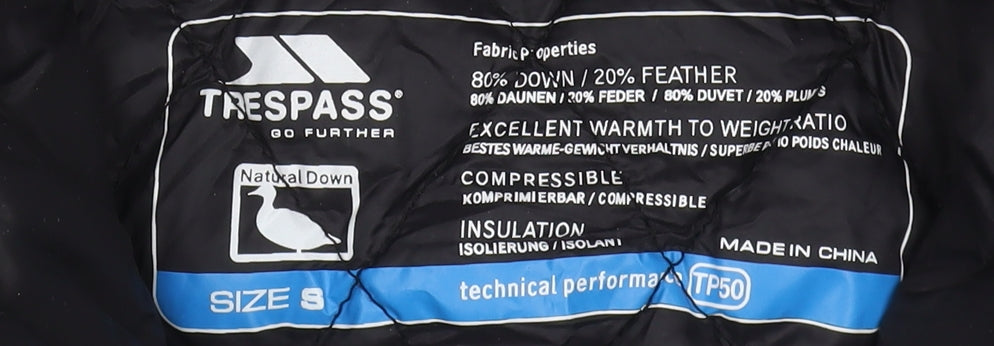 TRESPASS®
GO FURTHER
Natural Down
Fabric Properties
80% DOWN / 20% FEATHER
80% DAUNEN / 20% FEDER / 80% DUVET / 20% PLUMES
EXCELLENT WARMTH TO WEIGHT RATIO
BESTES WARME-GEWICHTVERHALTNIS / SUPERBE RATIO POIDS CHALEUR
COMPRESSIBLE
KOMPRIMIERBAR / COMPRESSIBLE
INSULATION
ISOLIERUNG / ISOLANT
MADE IN CHINA
SIZE S
technical performance TP50